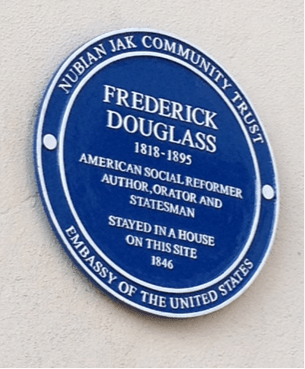 NUBIAN JAK COMMUNITY TRUST
FREDERICK
DOUGLASS
1818-1895
AMERICAN SOCIAL REFORMER
AUTHOR, ORATOR AND
STATESMAN
STAYED IN A HOUSE
ON THIS SITE
1846
EMBASSY OF THE UNITED STATES